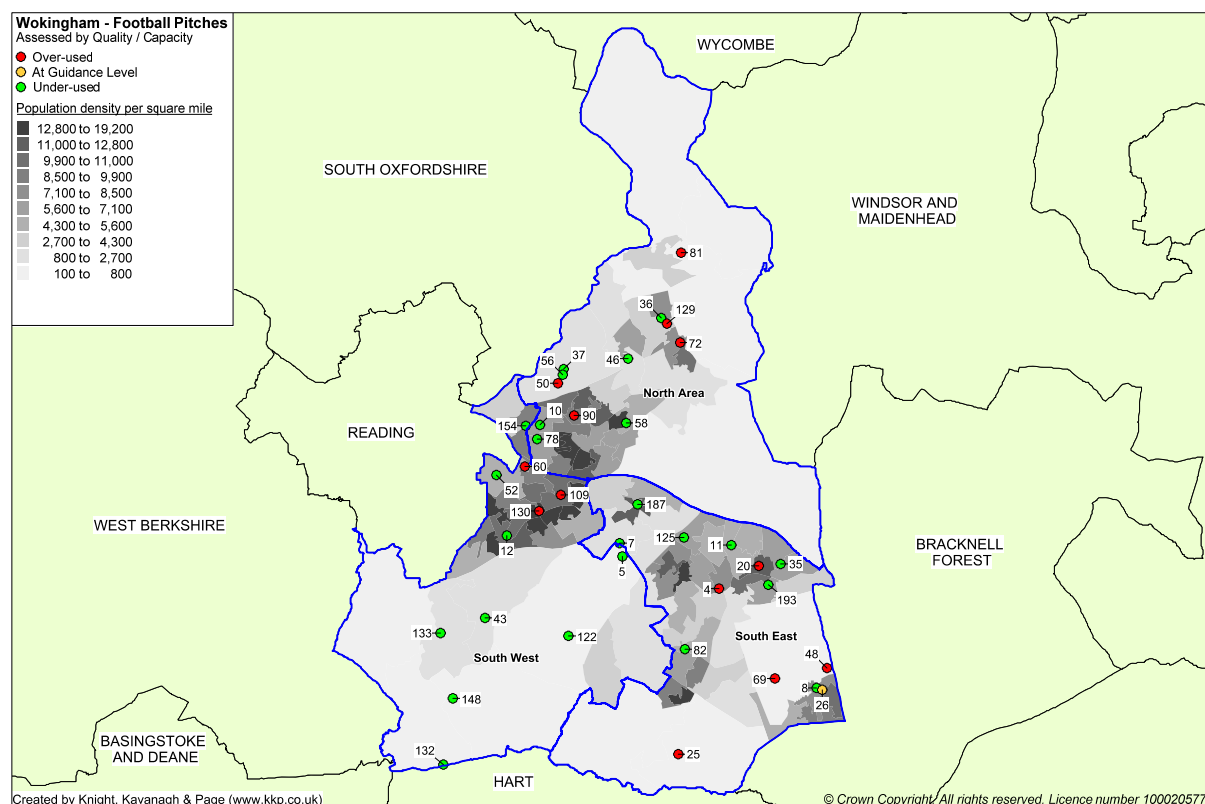 Wokingham - Football Pitches
Assessed by Quality / Capacity
Over-used
At Guidance Level
Under-used
Population density per square mile
12,800 to 19,200
11,000 to 12,800
9,900 to 11,000
8,500 to 9,900
7,100 to 8,500
5,600 to 7,100
4,300 to 5,600
2,700 to 4,300
800 to 2,700
100 to 800
WYCOMBE
SOUTH OXFORDSHIRE
WINDSOR AND
MAIDENHEAD
81
36
129
72
46
56
37
50
North Area
10
90
154
58
78
READING
60
52
109
130
187
WEST BERKSHIRE
12
7
125
11
5
20
35
BRACKNELL
FOREST
4
193
43
133
122
South East
82
48
South West
69
8
26
148
BASINGSTOKE
AND DEANE
132
25
HART
Created by Knight, Kavanagh & Page (www.kkp.co.uk)
© Crown Copyright. All rights reserved. Licence number 100020577